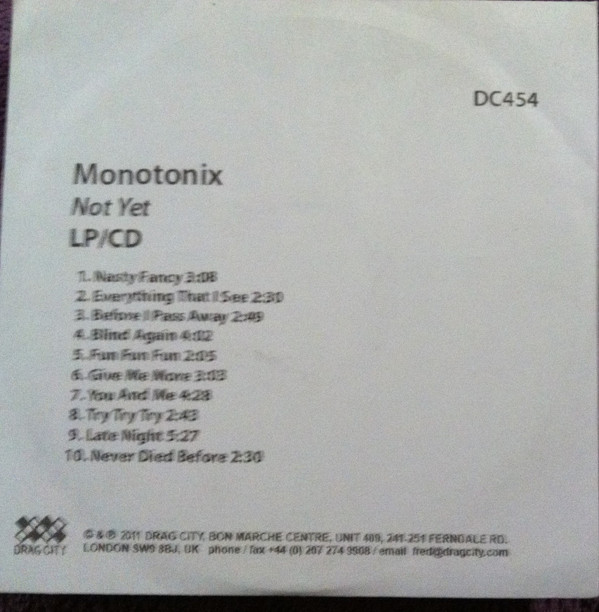 DC454
Monotonix
Not Yet
LP/CD
1. Nasty Fancy 3:08
2. Everything That I See 2:30
3. Before I Pass Away 2:49
4. Blind Again 4:02
5. Fun Fun Fun 2:05
6. Give Me More 3:03
7. You And Me 4:28
8. Try Try Try 2:43
9. Late Night 5:27
10. Never Died Before 2:30
DRAG CITY
© & ℗ 2011 DRAG CITY, BON MARCHE CENTRE, UNIT 409, 241-251 FERNDALE RD.
LONDON SW9 8BJ, UK phone / fax +44 (0) 207 274 9908 / email fred@dragcity.com